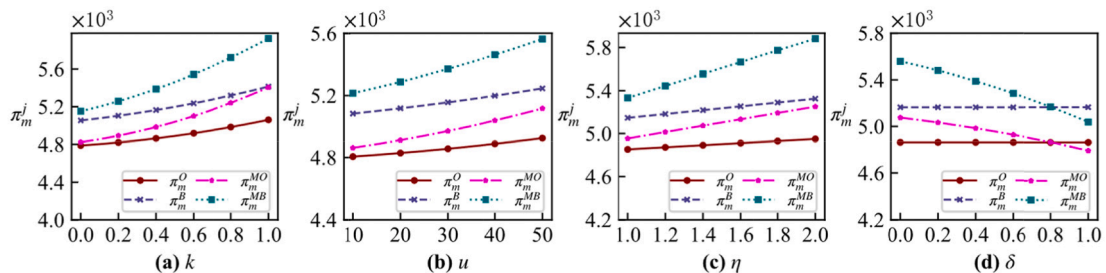 ×10³ ×10³ ×10³ ×10³
5.6 5.6 5.8 5.8
5.2 5.2 5.4 5.4
π_m^j π_m^j π_m^j π_m^j
4.8 4.8 5.0 5.0
4.4 4.6 4.6
π_m^O π_m^MO π_m^O π_m^MO π_m^O π_m^MO π_m^O π_m^MO
π_m^B π_m^MB π_m^B π_m^MB π_m^B π_m^MB π_m^B π_m^MB
4.0 4.4 4.2 4.2
0.0 0.2 0.4 0.6 0.8 1.0 10 20 30 40 50 1.0 1.2 1.4 1.6 1.8 2.0 0.0 0.2 0.4 0.6 0.8 1.0
(a) k (b) u (c) η (d) δ